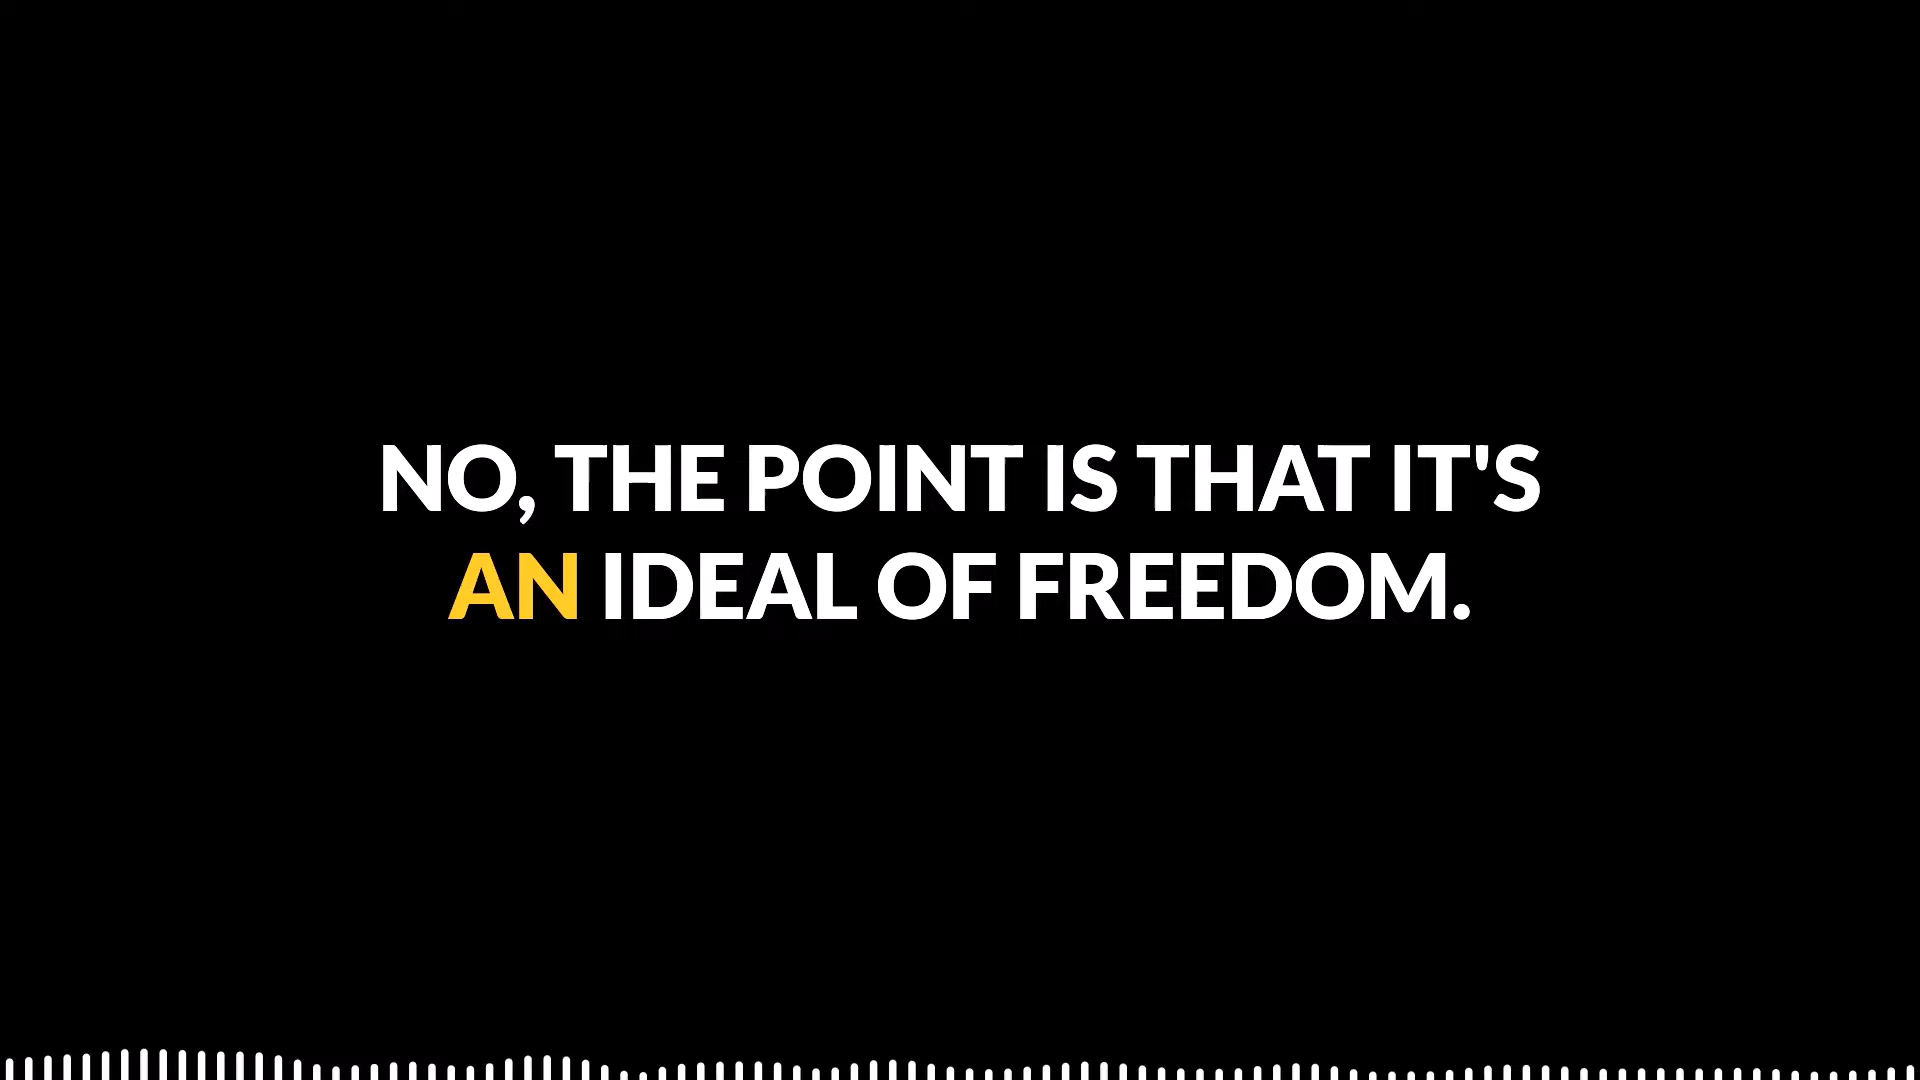 NO, THE POINT IS THAT IT'S
AN IDEAL OF FREEDOM.